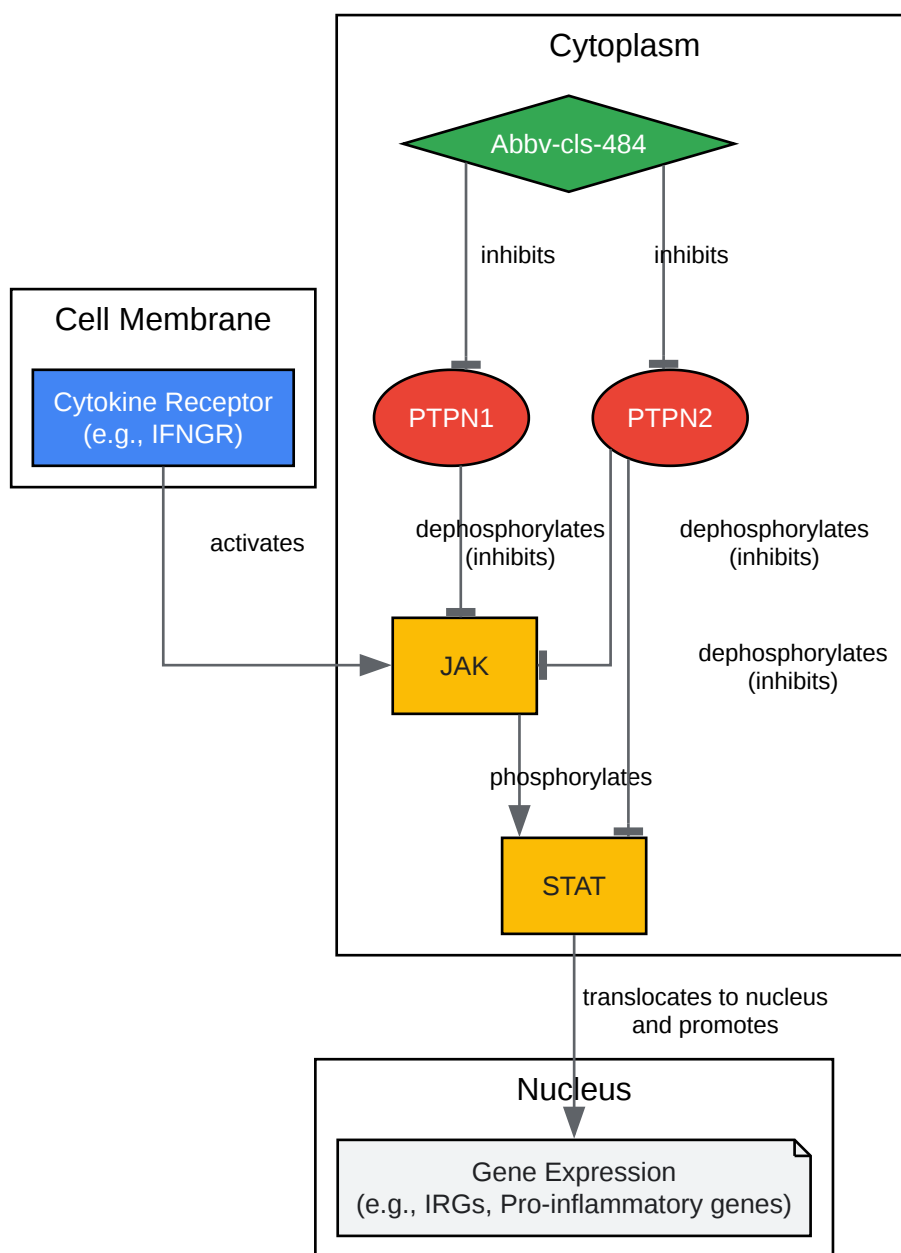 Cytoplasm
Abbv-cls-484
inhibits
inhibits
Cell Membrane
Cytokine Receptor
(e.g., IFNGR)
PTPN1
PTPN2
activates
dephosphorylates
(inhibits)
dephosphorylates
(inhibits)
JAK
dephosphorylates
(inhibits)
phosphorylates
STAT
translocates to nucleus
and promotes
Nucleus
Gene Expression
(e.g., IRGs, Pro-inflammatory genes)